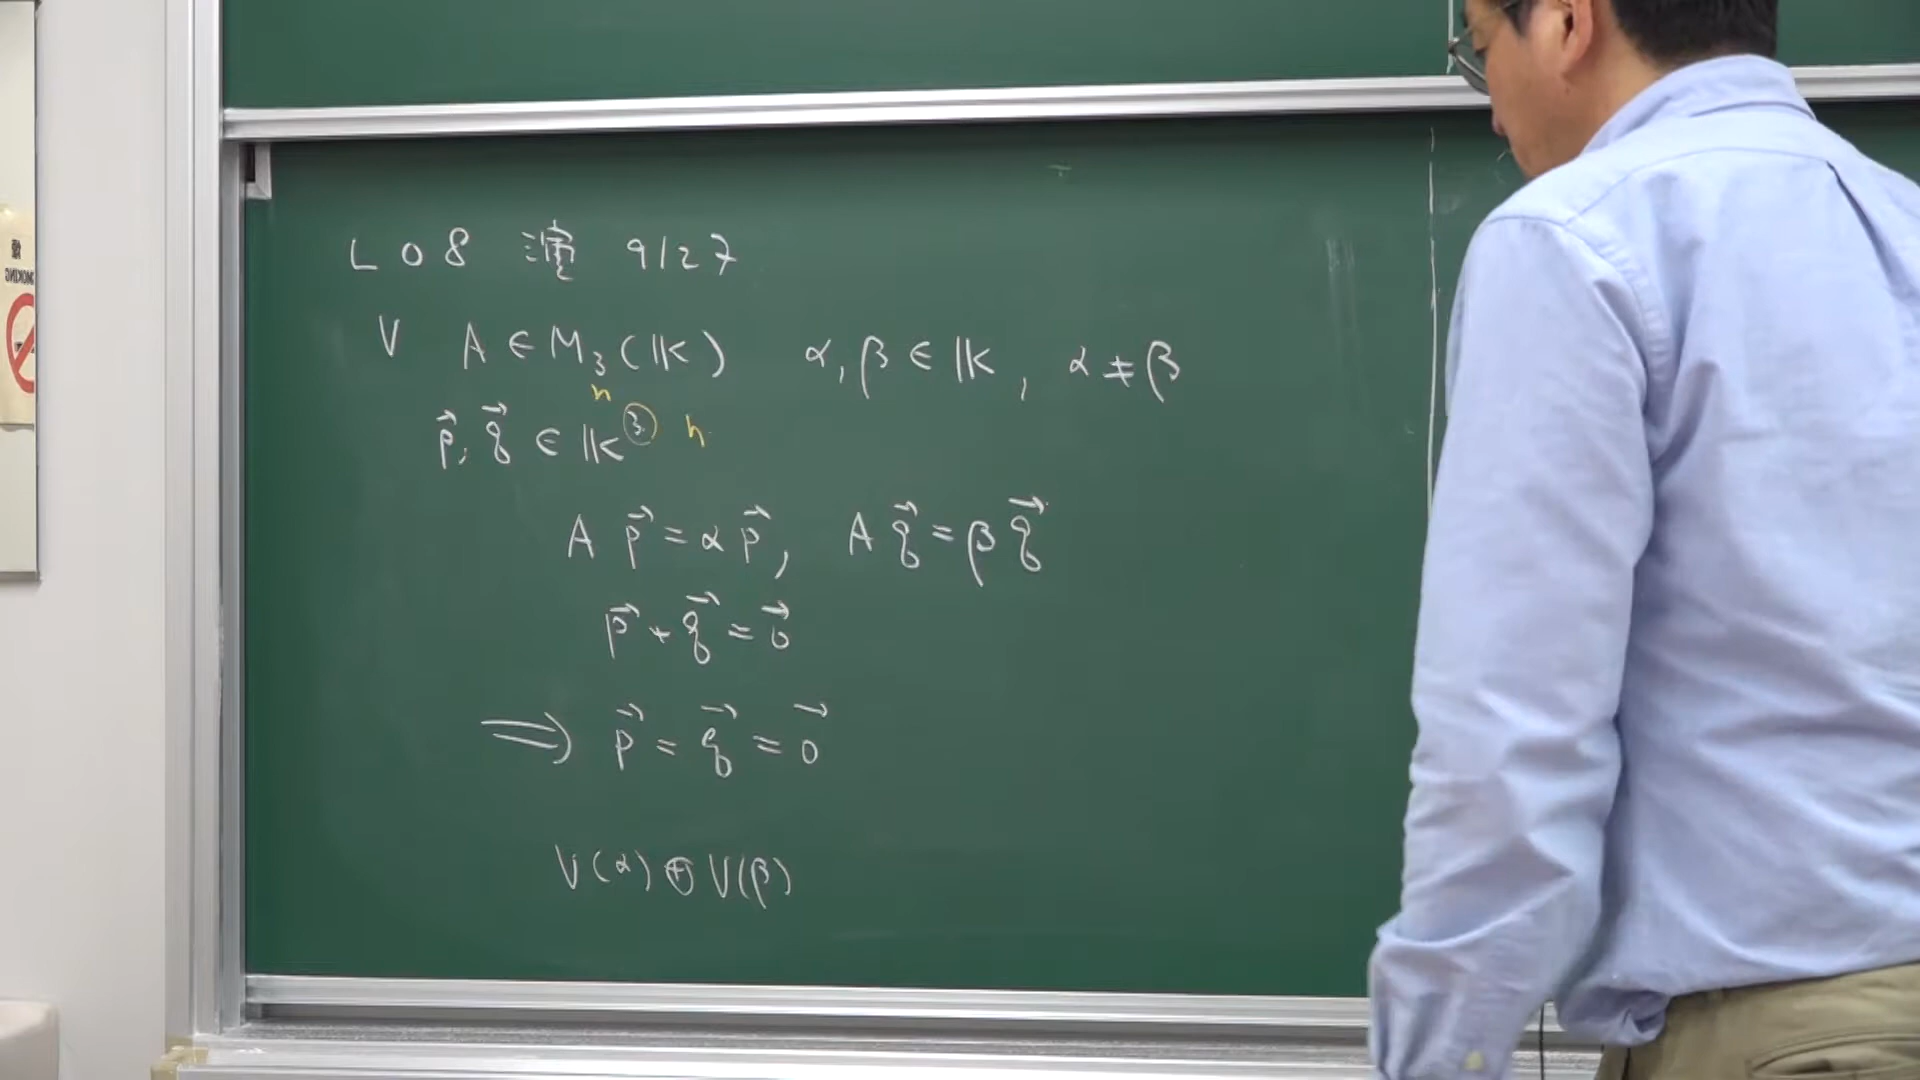 L08 演 9/27
V A ∈ M₃(𝕂) α, β ∈ 𝕂, α ≠ β
n
p⃗, q⃗ ∈ 𝕂³ n
A p⃗ = α p⃗, A q⃗ = β q⃗
p⃗ + q⃗ = 0⃗
⟹ p⃗ = q⃗ = 0⃗
V(α) ⊕ V(β)